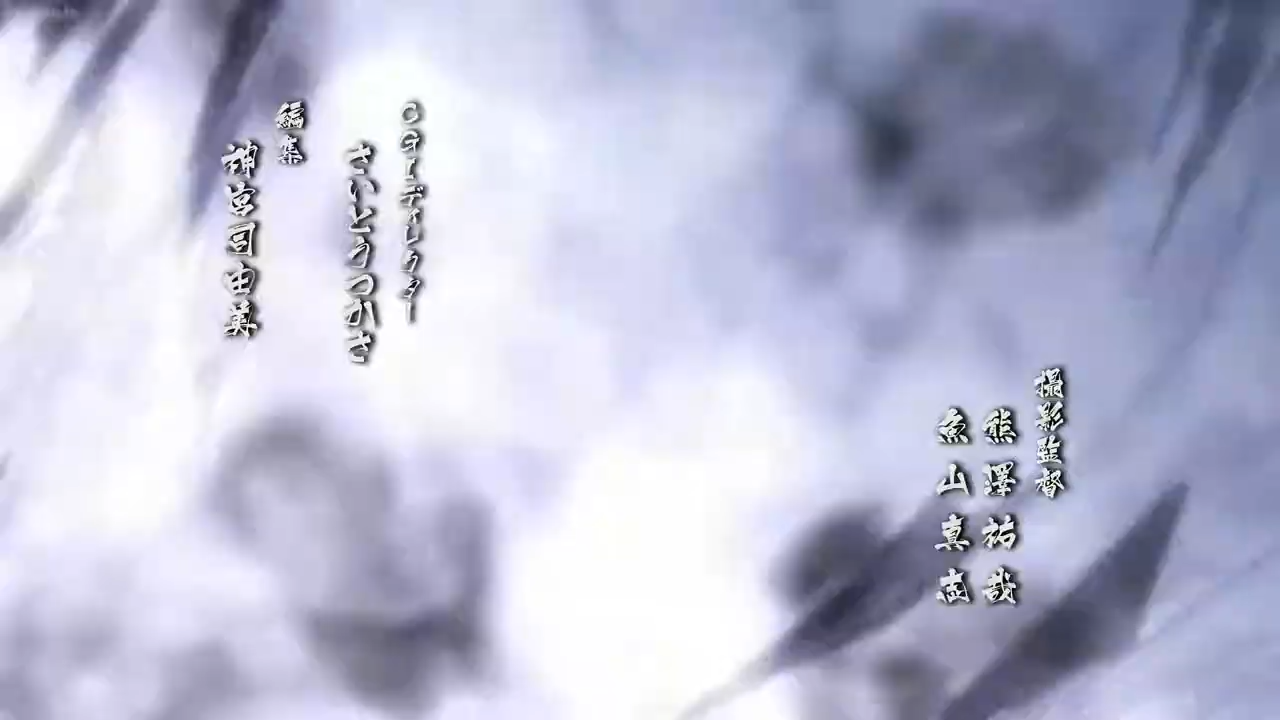 撮影監督
熊澤祐哉
魚山真志
CGIディレクター
さいとうつかさ
編集
神宮司由美